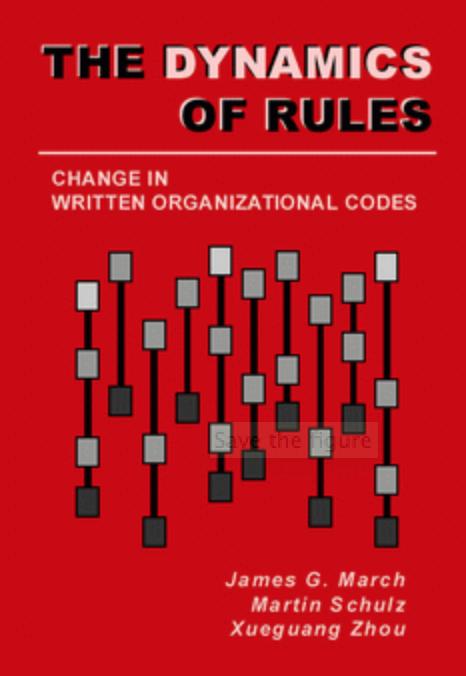 THE DYNAMICS
OF RULES
CHANGE IN
WRITTEN ORGANIZATIONAL CODES
Save the figure
James G. March
Martin Schulz
Xueguang Zhou